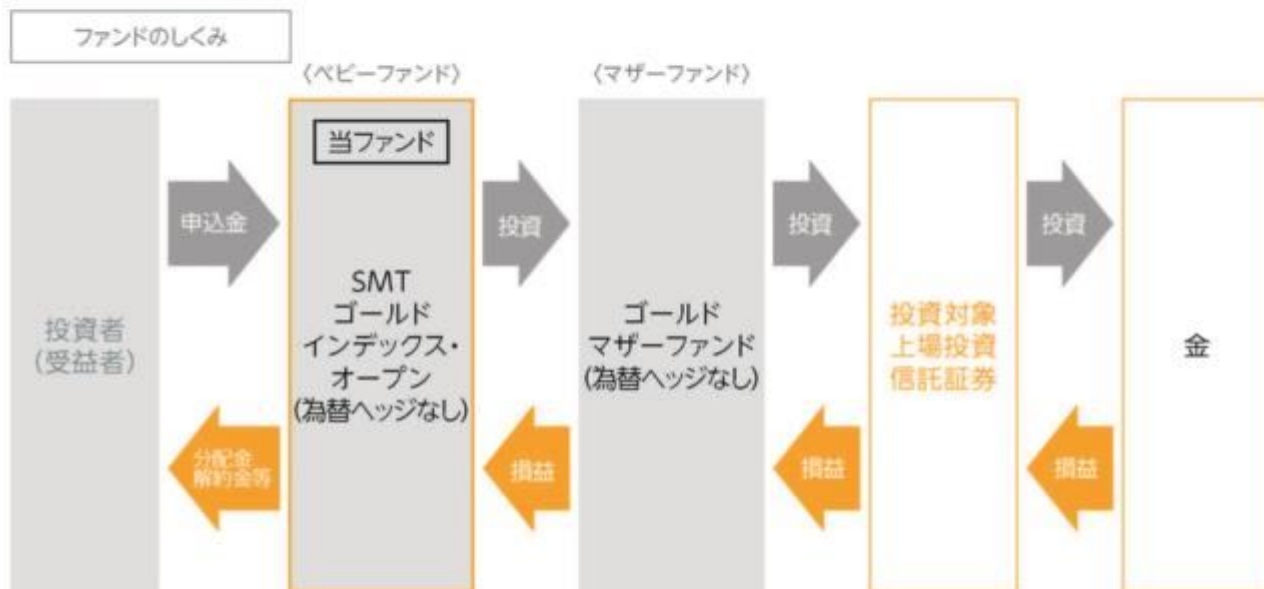 ファンドのしくみ
〈ベビーファンド〉
〈マザーファンド〉
投資者
(受益者)
申込金
分配金
解約金等
当ファンド
SMT
ゴールド
インデックス・
オープン
(為替ヘッジなし)
投資
損益
ゴールド
マザーファンド
(為替ヘッジなし)
投資
損益
投資対象
上場投資
信託証券
投資
損益
金